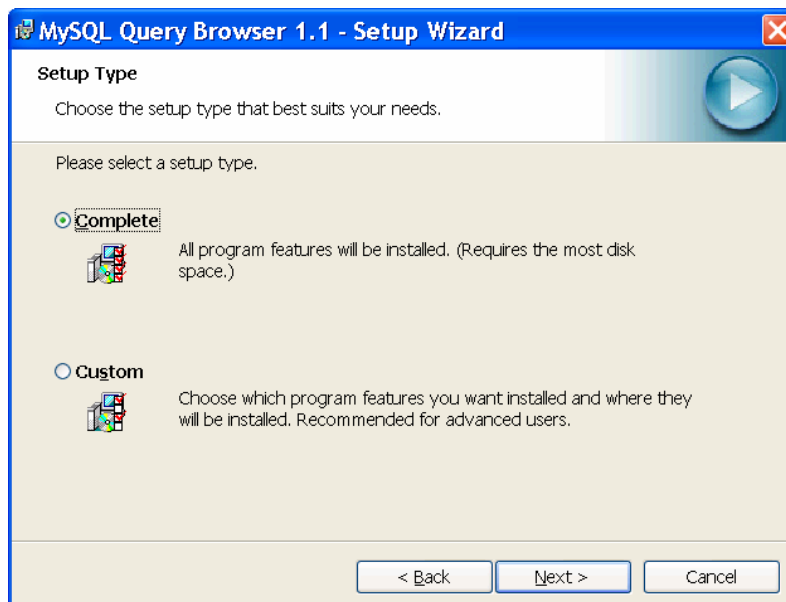 MySQL Query Browser 1.1 - Setup Wizard
Setup Type
Choose the setup type that best suits your needs.
Please select a setup type.
Complete
All program features will be installed. (Requires the most disk
space.)
Custom
Choose which program features you want installed and where they
will be installed. Recommended for advanced users.
< Back Next > Cancel